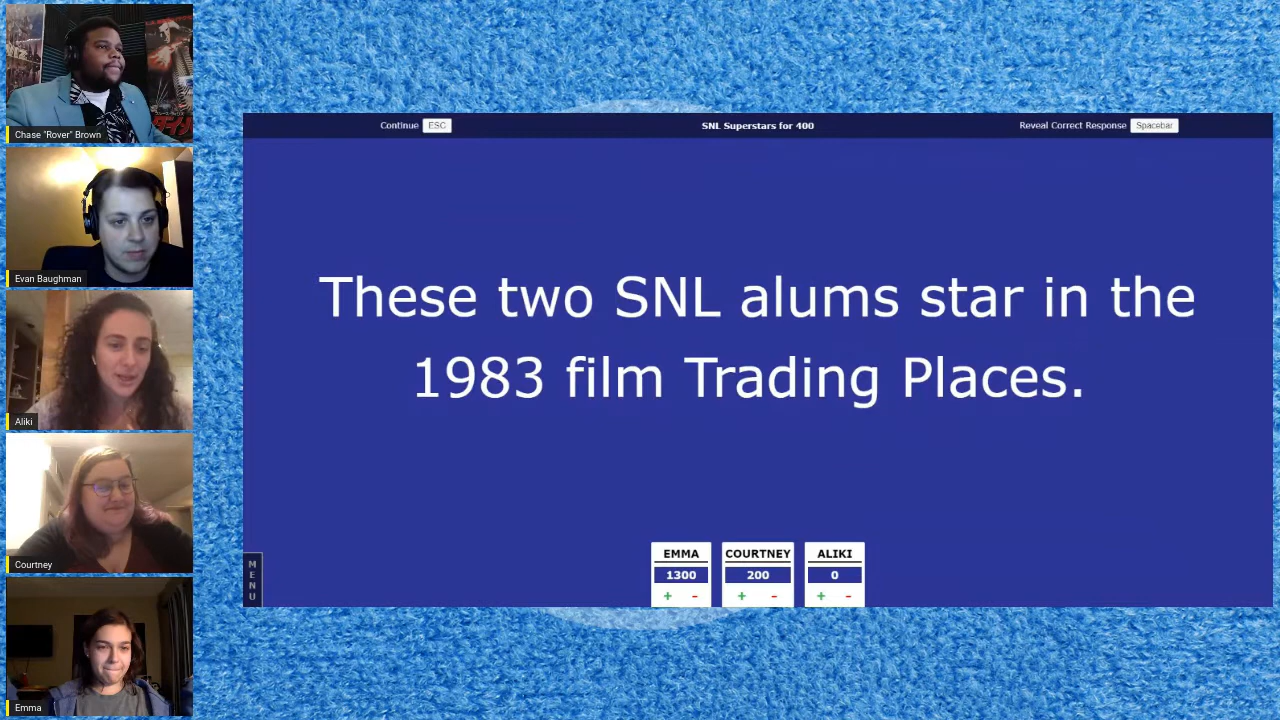 Chase "Rover" Brown
Evan Baughman
Aliki
Courtney
Emma
Continue ESC
SNL Superstars for 400
Reveal Correct Response Spacebar
These two SNL alums star in the
1983 film Trading Places.
MENU
EMMA COURTNEY ALIKI
1300 200 0
+ - + - + -